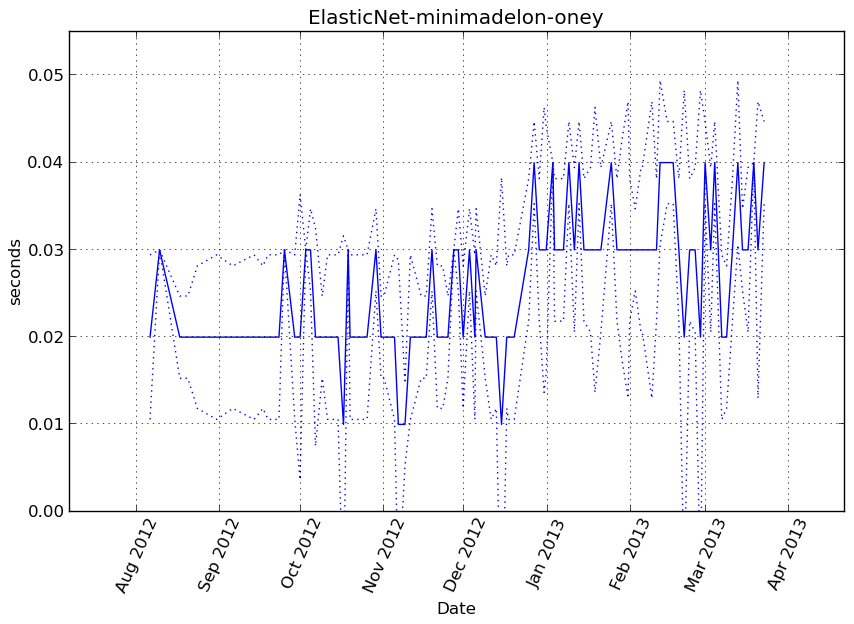 ElasticNet-minimadelon-oney
0.05
0.04
0.03
0.02
0.01
0.00
seconds
Aug 2012
Sep 2012
Oct 2012
Nov 2012
Dec 2012
Jan 2013
Feb 2013
Mar 2013
Apr 2013
Date